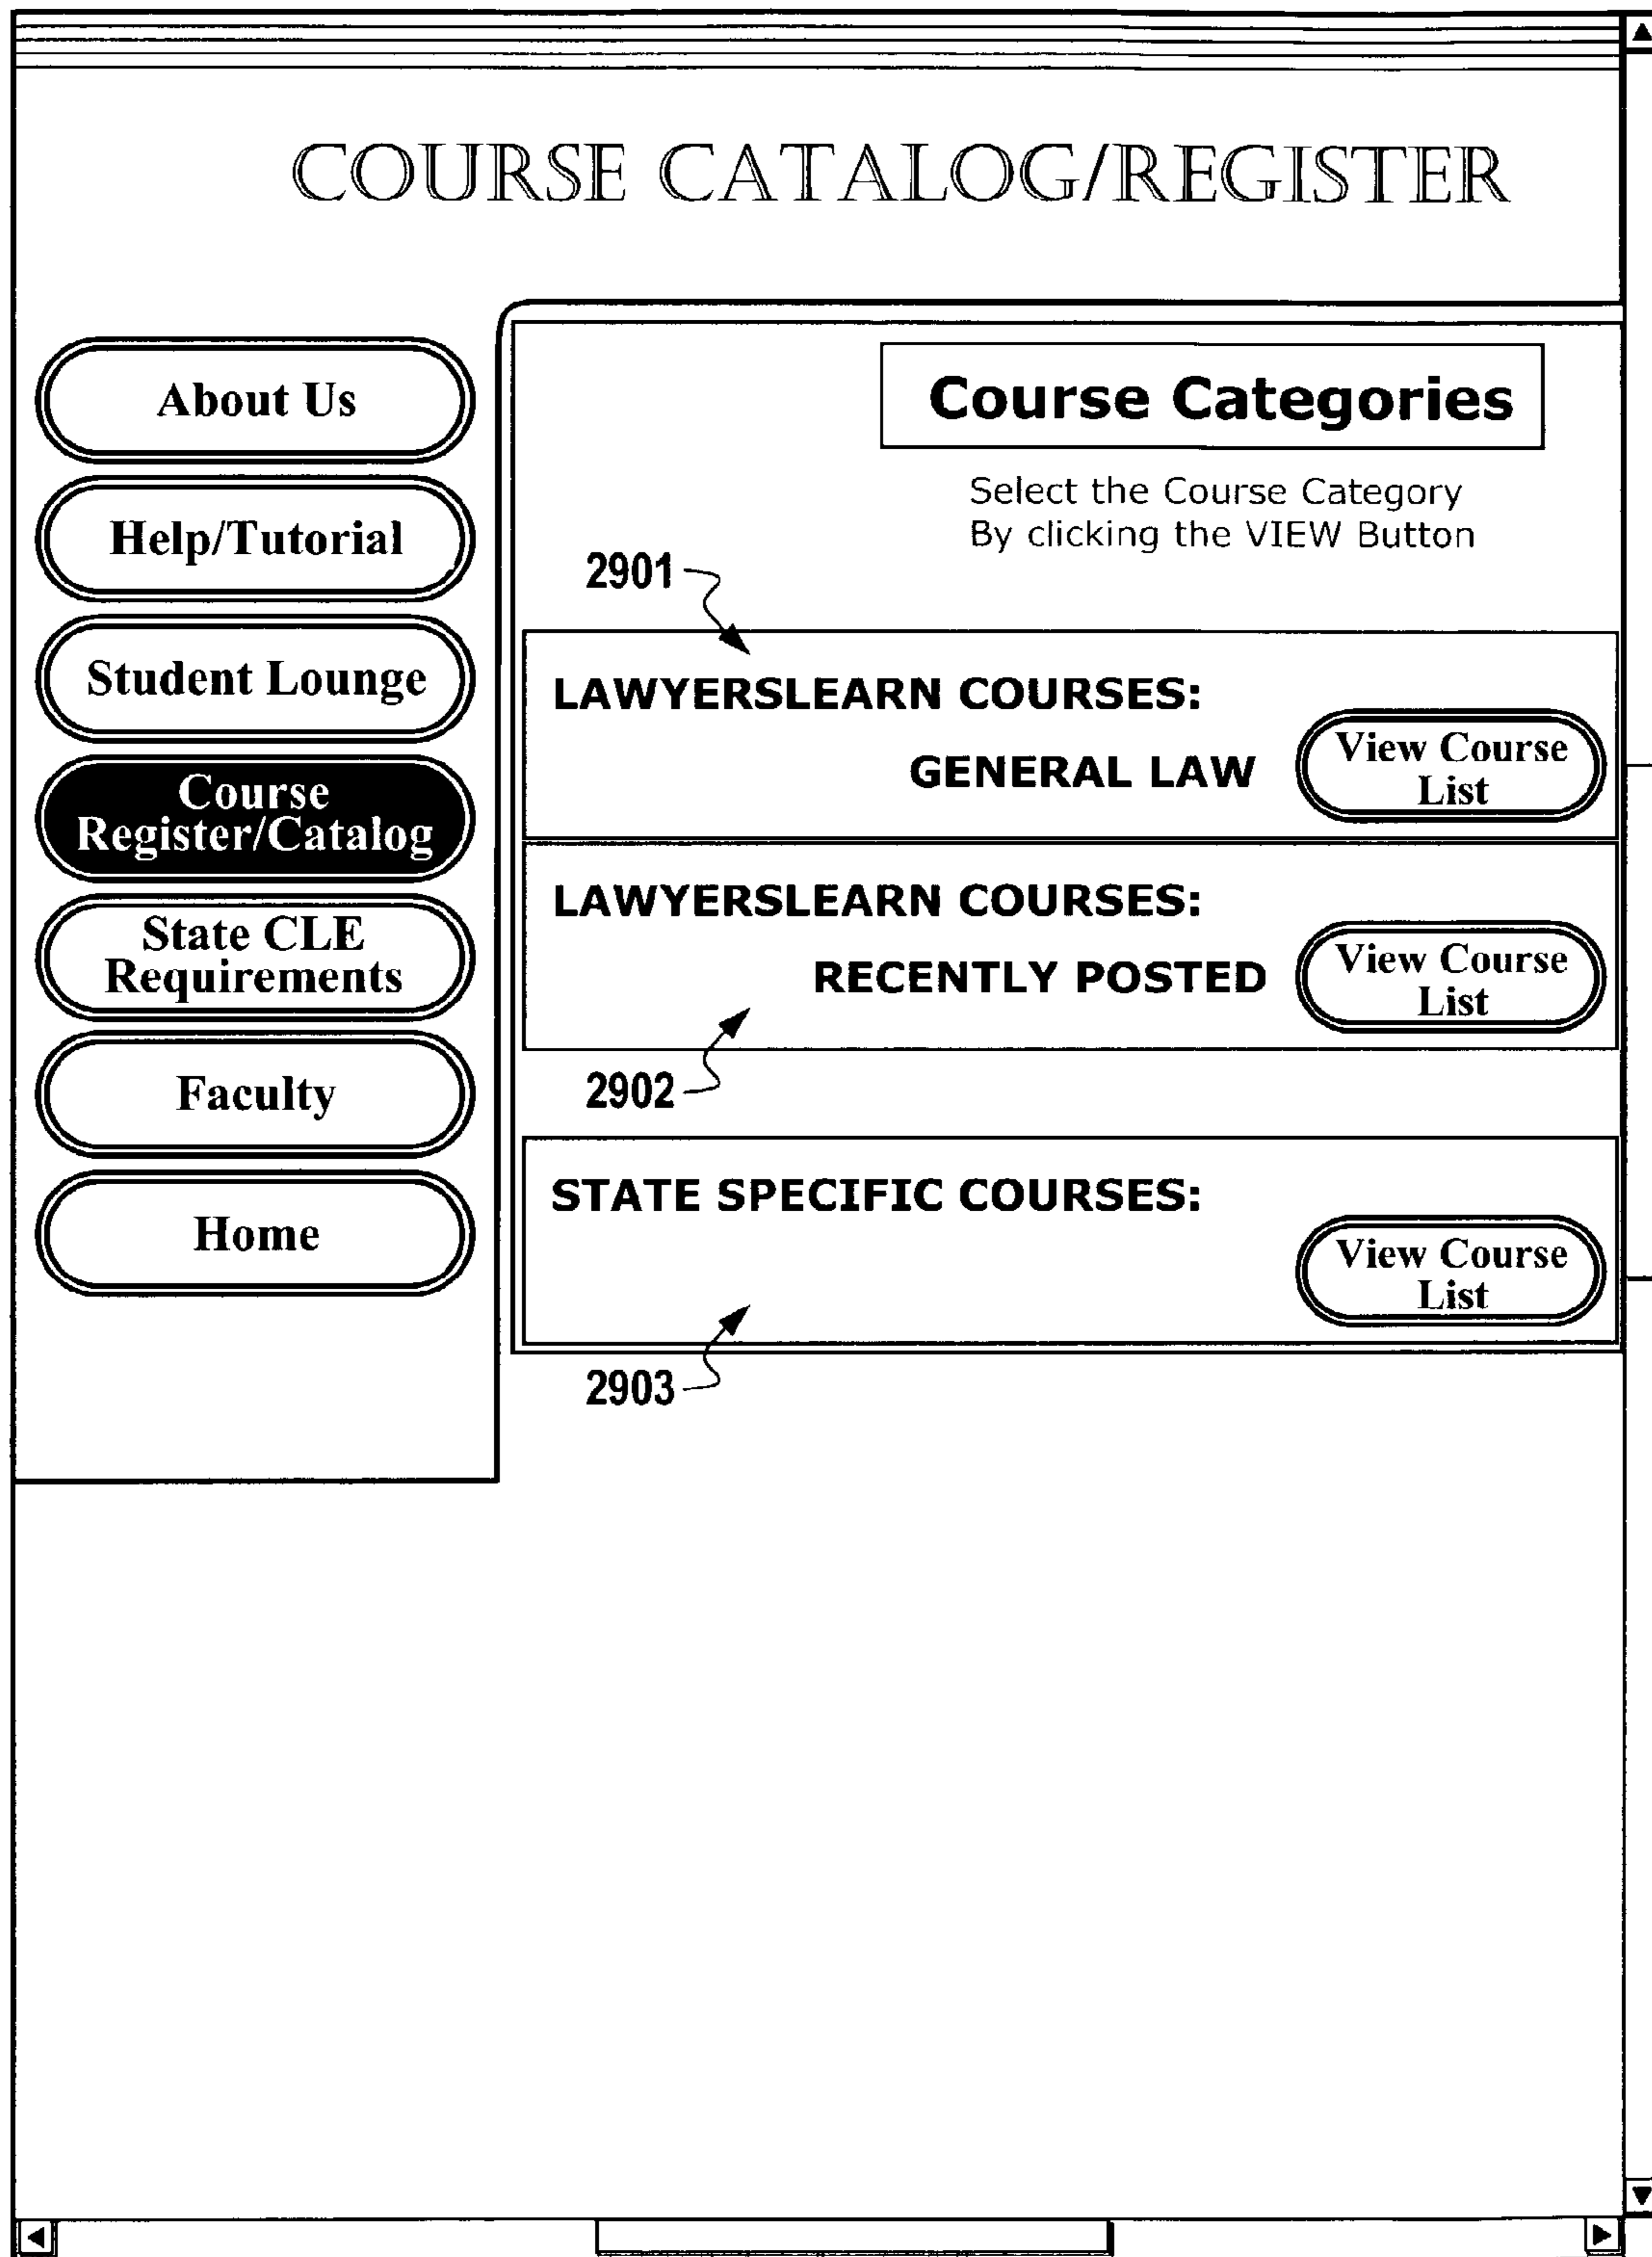 COURSE CATALOG/REGISTER
About Us
Help/Tutorial
Student Lounge
Course
Register/Catalog
State CLE
Requirements
Faculty
Home
Course Categories
Select the Course Category
By clicking the VIEW Button
2901
LAWYERSLEARN COURSES:
GENERAL LAW
View Course
List
LAWYERSLEARN COURSES:
RECENTLY POSTED
View Course
List
2902
STATE SPECIFIC COURSES:
View Course
List
2903